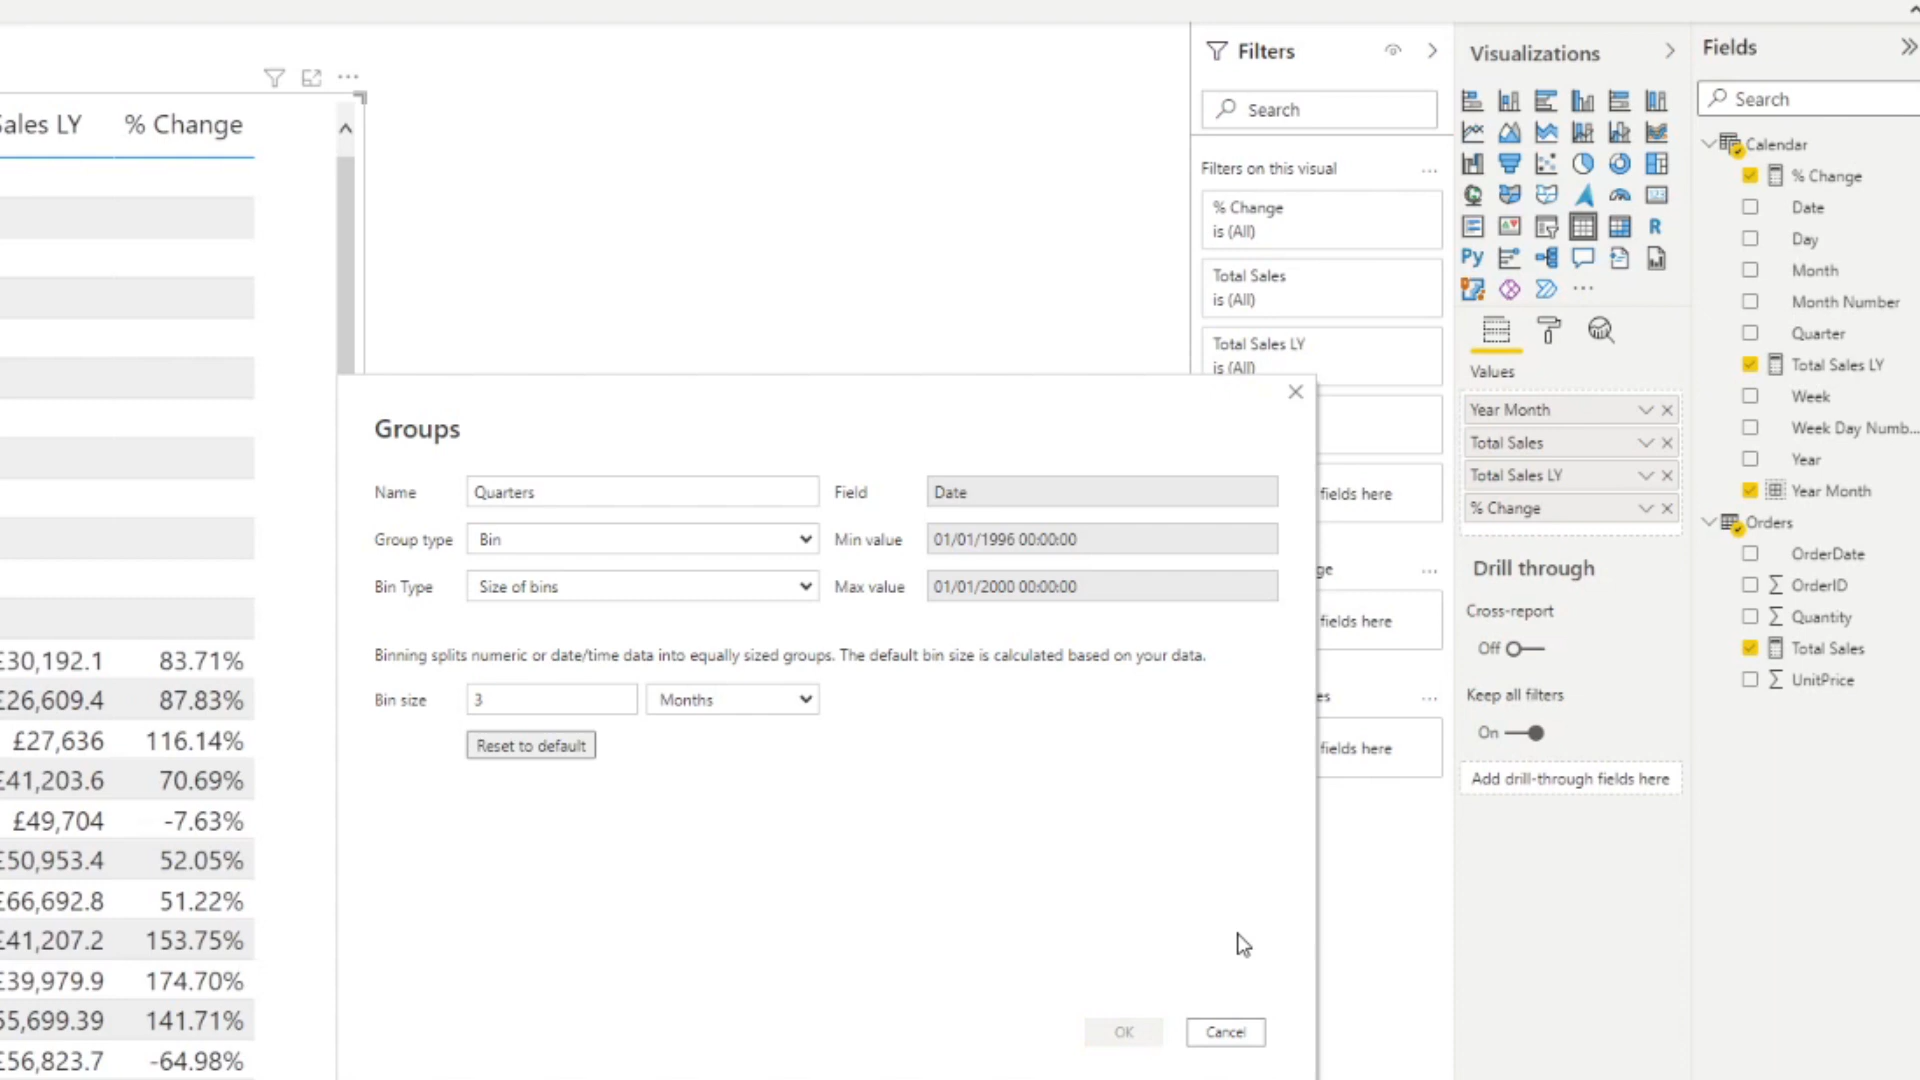 Sales LY % Change
£30,192.1 83.71%
£26,609.4 87.83%
£27,636 116.14%
£41,203.6 70.69%
£49,704 -7.63%
£50,953.4 52.05%
£66,692.8 51.22%
£41,207.2 153.75%
£39,979.9 174.70%
55,699.39 141.71%
£56,823.7 -64.98%
Groups
Name Quarters Field Date
Group type Bin Min value 01/01/1996 00:00:00
Bin Type Size of bins Max value 01/01/2000 00:00:00
Binning splits numeric or date/time data into equally sized groups. The default bin size is calculated based on your data.
Bin size 3 Months
Reset to default
OK Cancel
Filters
Search
Filters on this visual ...
% Change
is (All)
Total Sales
is (All)
Total Sales LY
is (All)
fields here
ge ...
fields here
es ...
fields here
Visualizations
R
Py
...
Values
Year Month
Total Sales
Total Sales LY
% Change
Drill through
Cross-report
Off
Keep all filters
On
Add drill-through fields here
Fields
Search
Calendar
% Change
Date
Day
Month
Month Number
Quarter
Total Sales LY
Week
Week Day Numb...
Year
Year Month
Orders
OrderDate
∑ OrderID
∑ Quantity
Total Sales
∑ UnitPrice